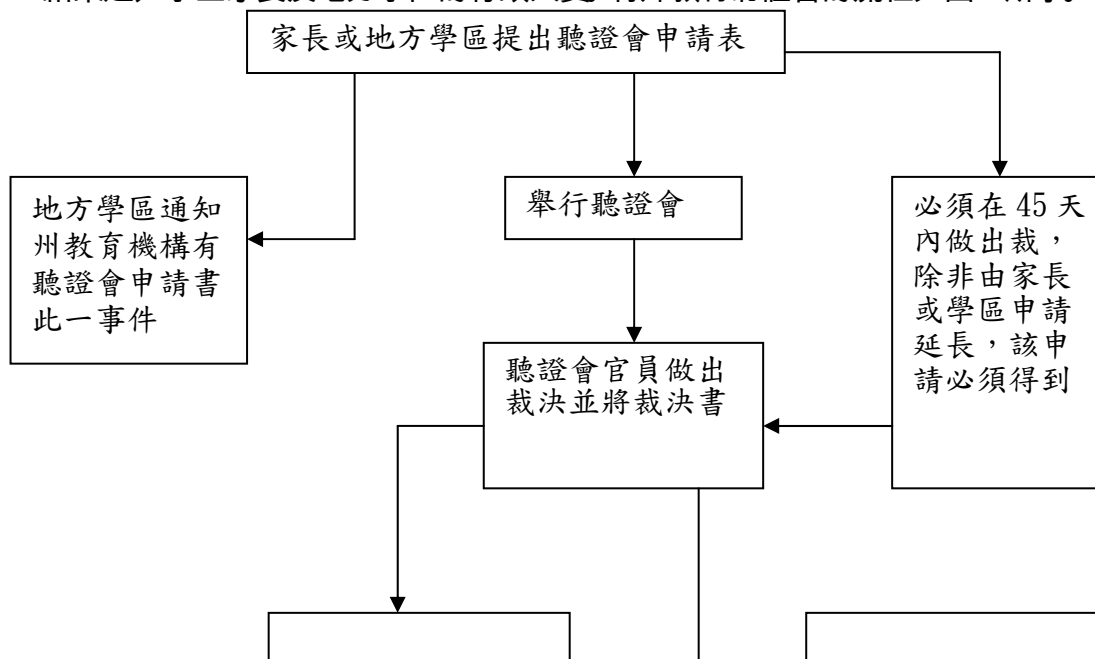 家長或地方學區提出聽證會申請表
地方學區通知
州教育機構有
聽證會申請書
此一事件
舉行聽證會
必須在 45 天
內做出裁，
除非由家長
或學區申請
延長，該申
請必須得到
聽證會官員做出
裁決並將裁決書